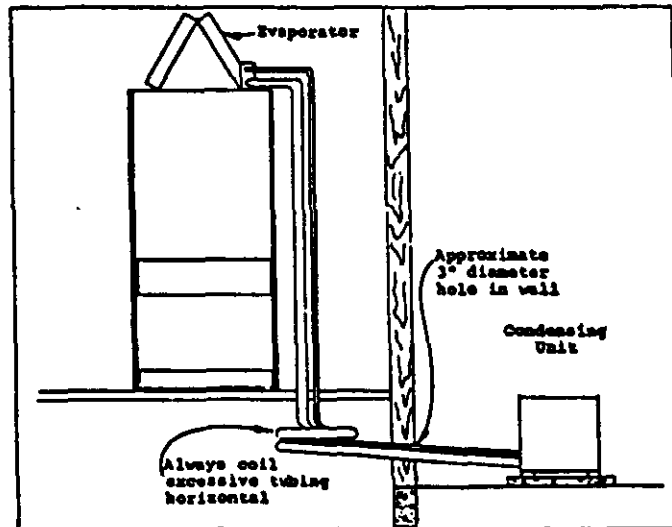 Evaporator
Approximate
3" diameter
hole in wall
Condensing
Unit
Always coil
excessive tubing
horizontal